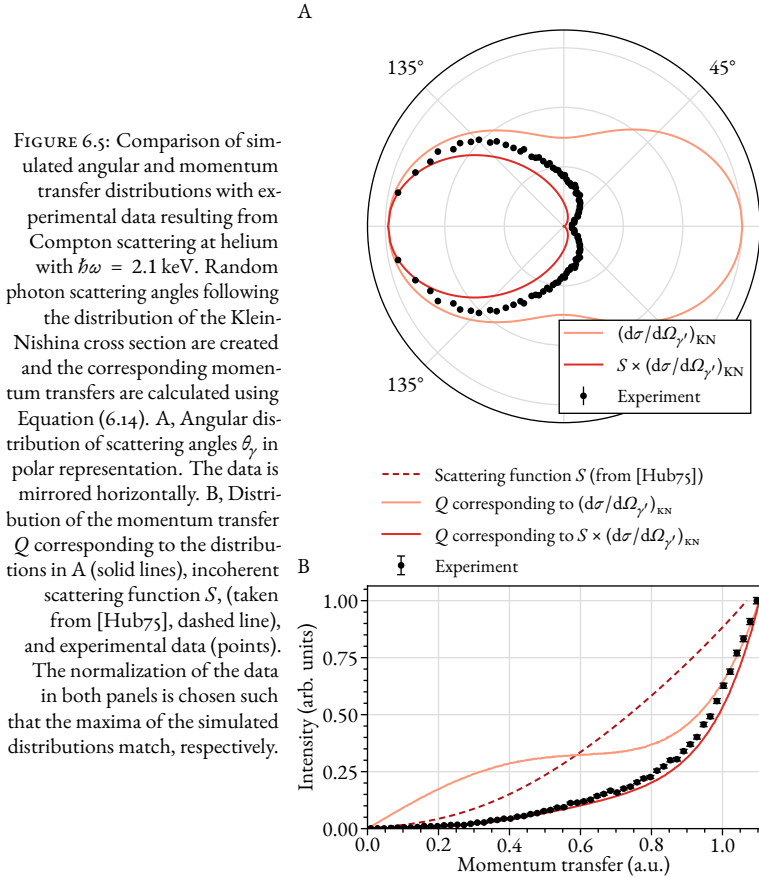 A
135°
45°
135°
(dσ/dΩγ′)KN
S × (dσ/dΩγ′)KN
Experiment
Figure 6.5: Comparison of sim-
ulated angular and momentum
transfer distributions with ex-
perimental data resulting from
Compton scattering at helium
with ℏω = 2.1 keV. Random
photon scattering angles following
the distribution of the Klein-
Nishina cross section are created
and the corresponding momen-
tum transfers are calculated using
Equation (6.14). A, Angular dis-
tribution of scattering angles θγ in
polar representation. The data is
mirrored horizontally. B, Distri-
bution of the momentum transfer
Q corresponding to the distribu-
tions in A (solid lines), incoherent
scattering function S, (taken
from [Hub75], dashed line),
and experimental data (points).
The normalization of the data
in both panels is chosen such
that the maxima of the simulated
distributions match, respectively.
Scattering function S (from [Hub75])
Q corresponding to (dσ/dΩγ′)KN
Q corresponding to S × (dσ/dΩγ′)KN
Experiment
B
Intensity (arb. units)
1.00
0.75
0.50
0.25
0.00
0.0 0.2 0.4 0.6 0.8 1.0
Momentum transfer (a.u.)